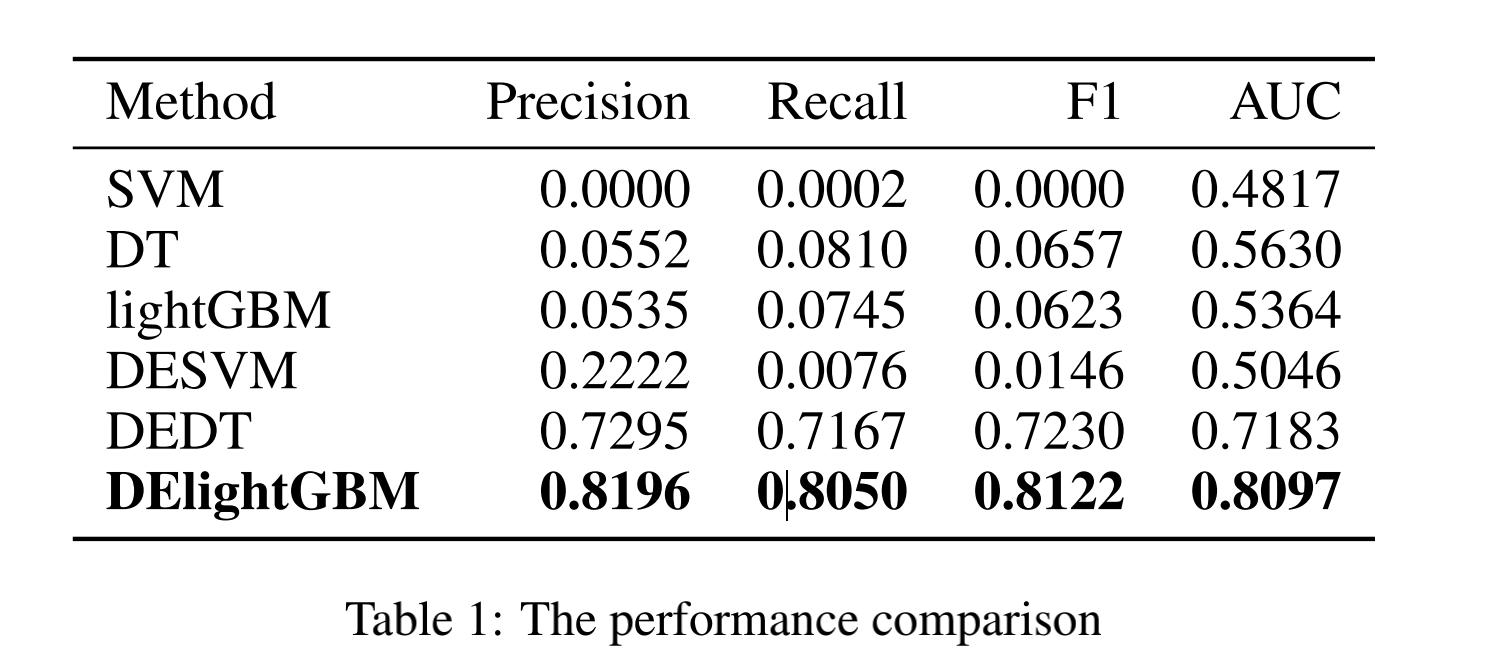 Method Precision Recall F1 AUC
SVM 0.0000 0.0002 0.0000 0.4817
DT 0.0552 0.0810 0.0657 0.5630
lightGBM 0.0535 0.0745 0.0623 0.5364
DESVM 0.2222 0.0076 0.0146 0.5046
DEDT 0.7295 0.7167 0.7230 0.7183
DElightGBM 0.8196 0.8050 0.8122 0.8097
Table 1: The performance comparison